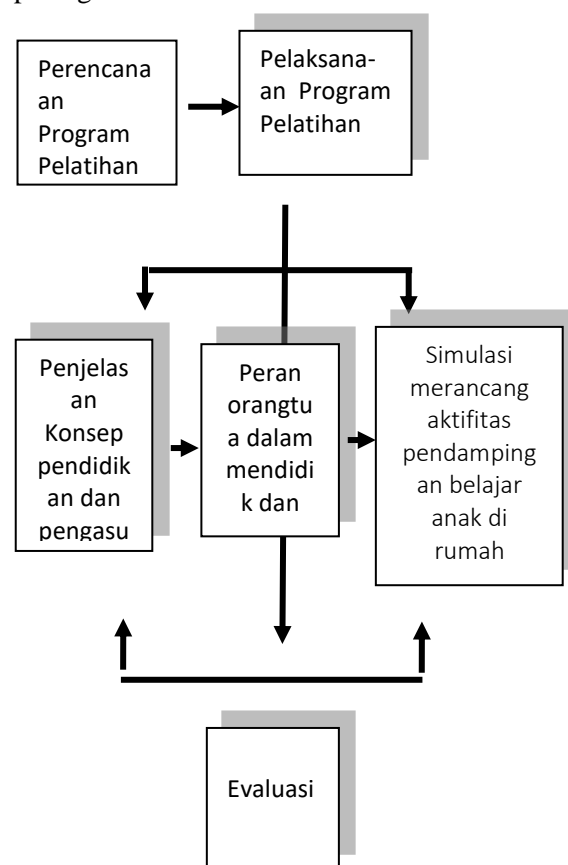 Perencana
an
Program
Pelatihan
Pelaksana-
an Program
Pelatihan
Penjelas
an
Konsep
pendidik
an dan
pengasu
Peran
orangtu
a dalam
mendidi
k dan
Simulasi
merancang
aktifitas
pendamping
an belajar
anak di
rumah
Evaluasi